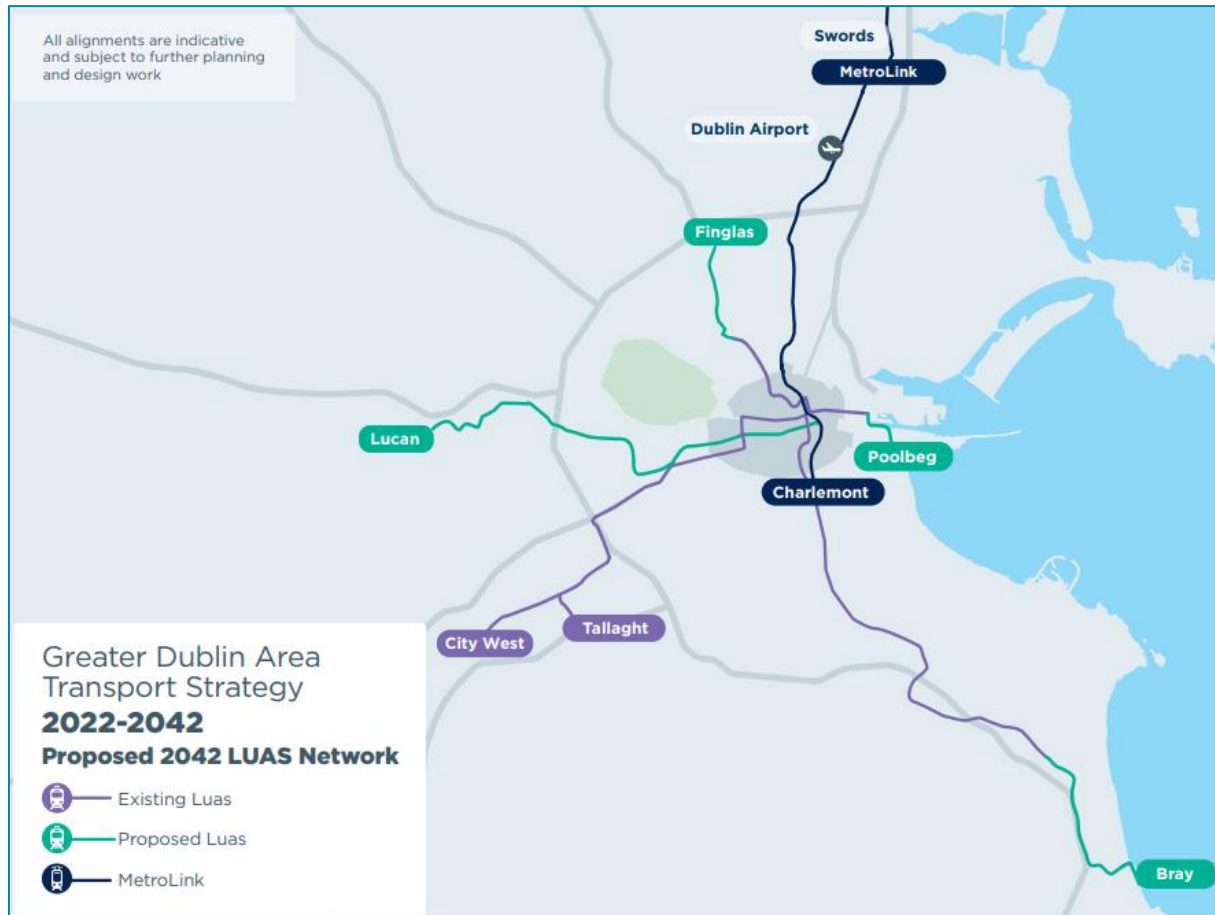 All alignments are indicative
and subject to further planning
and design work
Swords
MetroLink
Dublin Airport
Finglas
Lucan
Poolbeg
Charlemont
City West
Tallaght
Bray
Greater Dublin Area
Transport Strategy
2022-2042
Proposed 2042 LUAS Network
Existing Luas
Proposed Luas
MetroLink